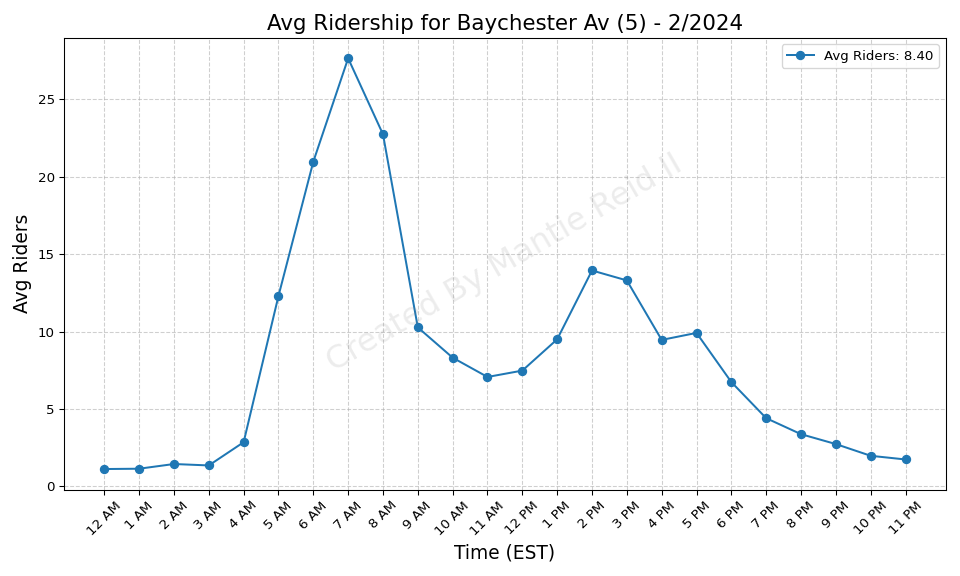 Avg Ridership for Baychester Av (5) - 2/2024
Avg Riders: 8.40
Avg Riders
25
20
15
10
5
0
Created By Mantie Reid II
12 AM
1 AM
2 AM
3 AM
4 AM
5 AM
6 AM
7 AM
8 AM
9 AM
10 AM
11 AM
12 PM
1 PM
2 PM
3 PM
4 PM
5 PM
6 PM
7 PM
8 PM
9 PM
10 PM
11 PM
Time (EST)